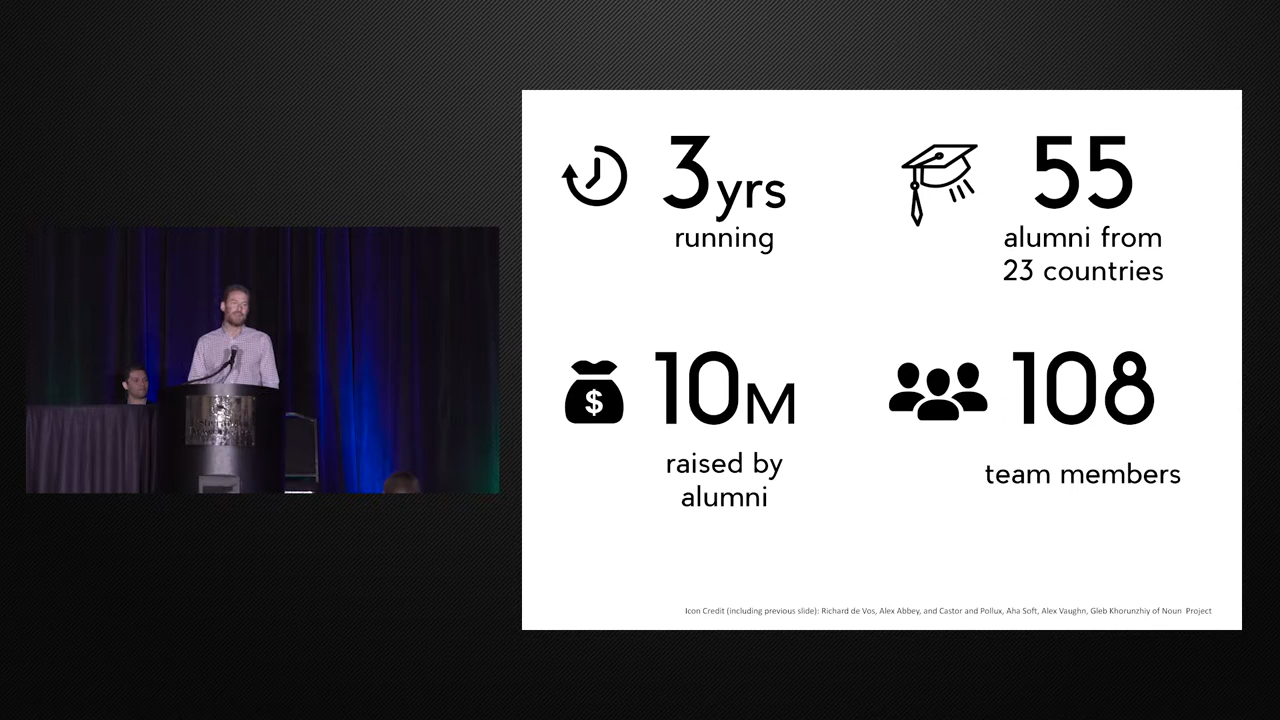 3yrs
running
55
alumni from
23 countries
$
10M
raised by
alumni
108
team members
Icon Credit (including previous slide): Richard de Vos, Alex Abbey, and Castor and Pollux, Aha Soft, Alex Vaughn, Gleb Khorunzhiy of Noun Project